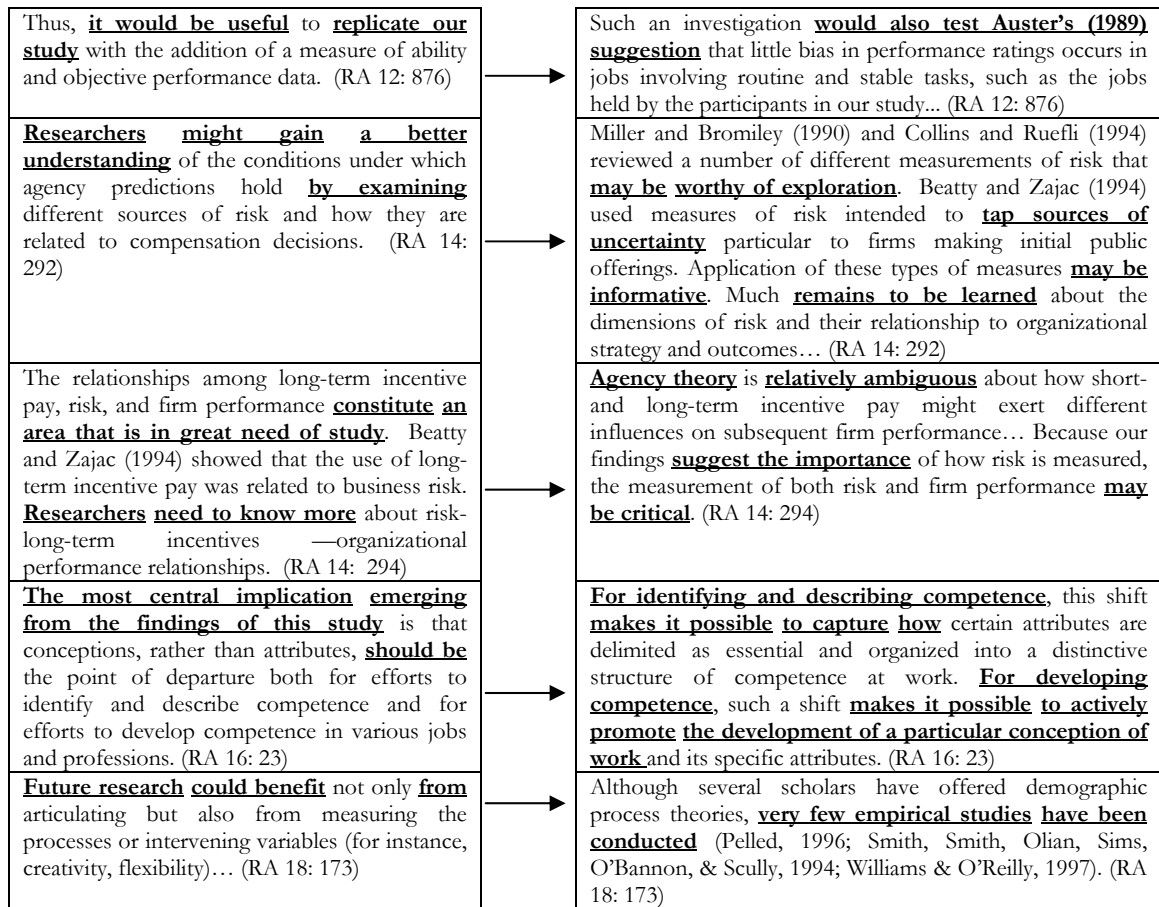 Thus, it would be useful to replicate our
study with the addition of a measure of ability
and objective performance data. (RA 12: 876)
Such an investigation would also test Auster's (1989)
suggestion that little bias in performance ratings occurs in
jobs involving routine and stable tasks, such as the jobs
held by the participants in our study... (RA 12: 876)
Researchers might gain a better
understanding of the conditions under which
agency predictions hold by examining
different sources of risk and how they are
related to compensation decisions. (RA 14:
292)
Miller and Bromiley (1990) and Collins and Ruefli (1994)
reviewed a number of different measurements of risk that
may be worthy of exploration. Beatty and Zajac (1994)
used measures of risk intended to tap sources of
uncertainty particular to firms making initial public
offerings. Application of these types of measures may be
informative. Much remains to be learned about the
dimensions of risk and their relationship to organizational
strategy and outcomes… (RA 14: 292)
The relationships among long-term incentive
pay, risk, and firm performance constitute an
area that is in great need of study. Beatty
and Zajac (1994) showed that the use of long-
term incentive pay was related to business risk.
Researchers need to know more about risk-
long-term incentives —organizational
performance relationships. (RA 14: 294)
Agency theory is relatively ambiguous about how short-
and long-term incentive pay might exert different
influences on subsequent firm performance… Because our
findings suggest the importance of how risk is measured,
the measurement of both risk and firm performance may
be critical. (RA 14: 294)
The most central implication emerging
from the findings of this study is that
conceptions, rather than attributes, should be
the point of departure both for efforts to
identify and describe competence and for
efforts to develop competence in various jobs
and professions. (RA 16: 23)
For identifying and describing competence, this shift
makes it possible to capture how certain attributes are
delimited as essential and organized into a distinctive
structure of competence at work. For developing
competence, such a shift makes it possible to actively
promote the development of a particular conception of
work and its specific attributes. (RA 16: 23)
Future research could benefit not only from
articulating but also from measuring the
processes or intervening variables (for instance,
creativity, flexibility)… (RA 18: 173)
Although several scholars have offered demographic
process theories, very few empirical studies have been
conducted (Pelled, 1996; Smith, Smith, Olian, Sims,
O'Bannon, & Scully, 1994; Williams & O'Reilly, 1997). (RA
18: 173)